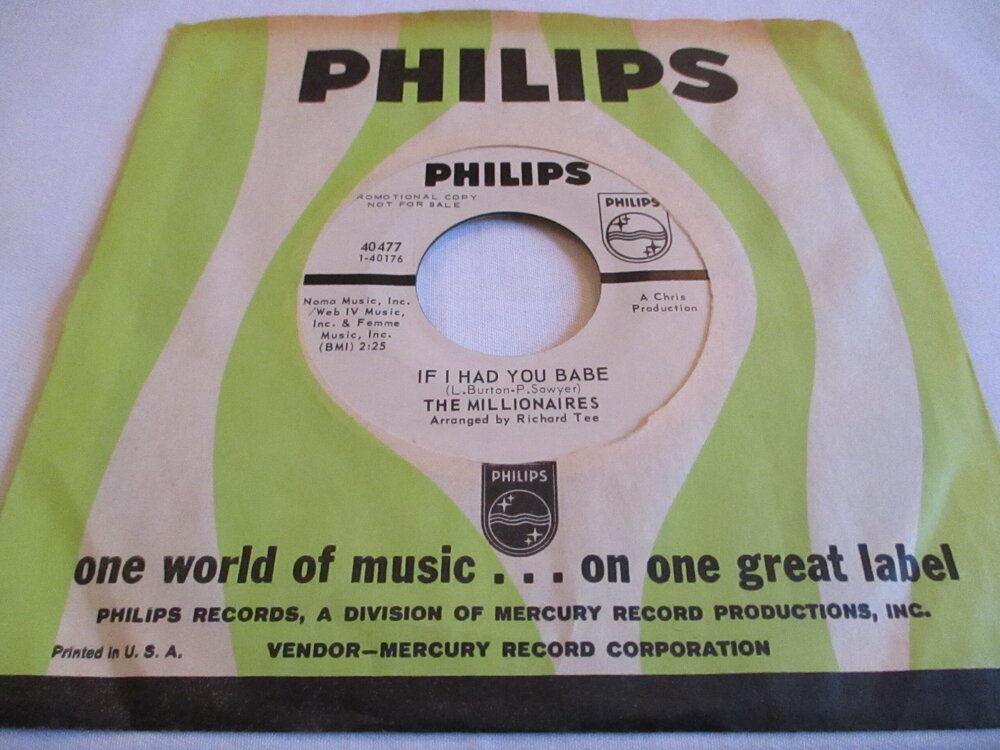 PHILIPS
PHILIPS
PROMOTIONAL COPY
NOT FOR SALE
PHILIPS
40477
1-40176
Noma Music, Inc.
/Web IV Music,
Inc. & Femme
Music, Inc.
(BMI) 2:25
A Chris
Production
IF I HAD YOU BABE
(L.Burton-P.Sawyer)
THE MILLIONAIRES
Arranged by Richard Tee
PHILIPS
one world of music . . . on one great label
PHILIPS RECORDS, A DIVISION OF MERCURY RECORD PRODUCTIONS, INC.
Printed in U. S. A.
VENDOR—MERCURY RECORD CORPORATION